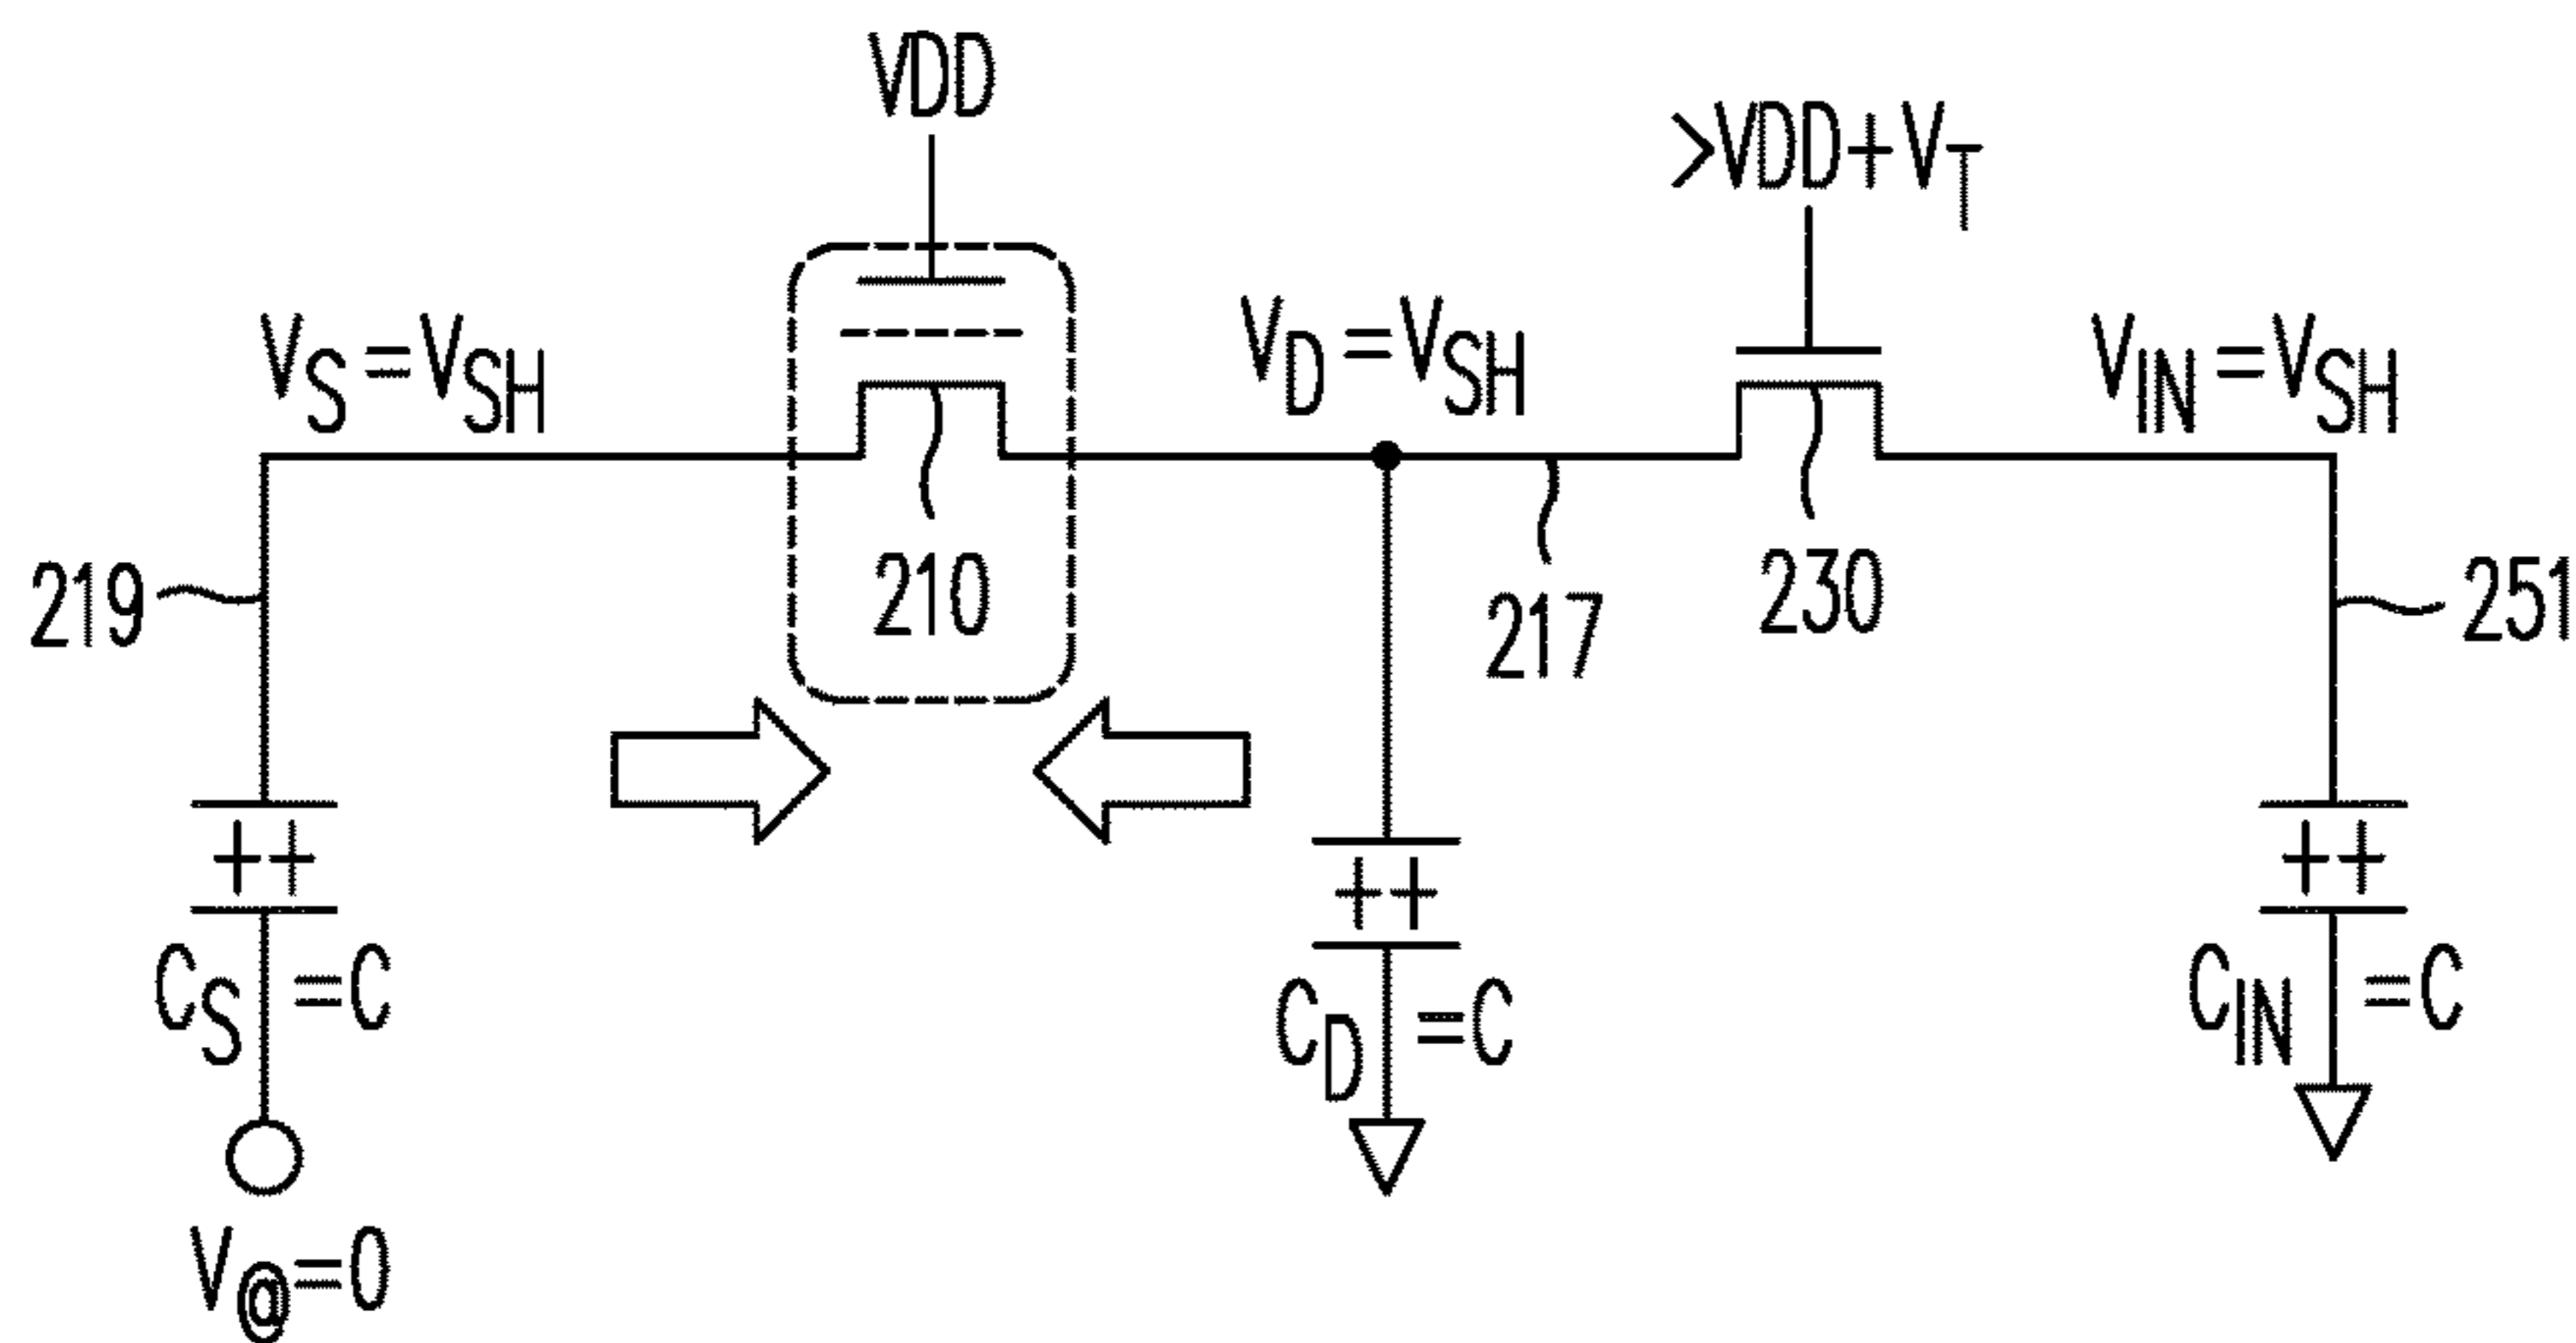 VDD
>VDD+VT
VS=VSH
VD=VSH
VIN=VSH
219
210
217
230
251
++
++
++
CS=C
CD=C
CIN=C
V@=0